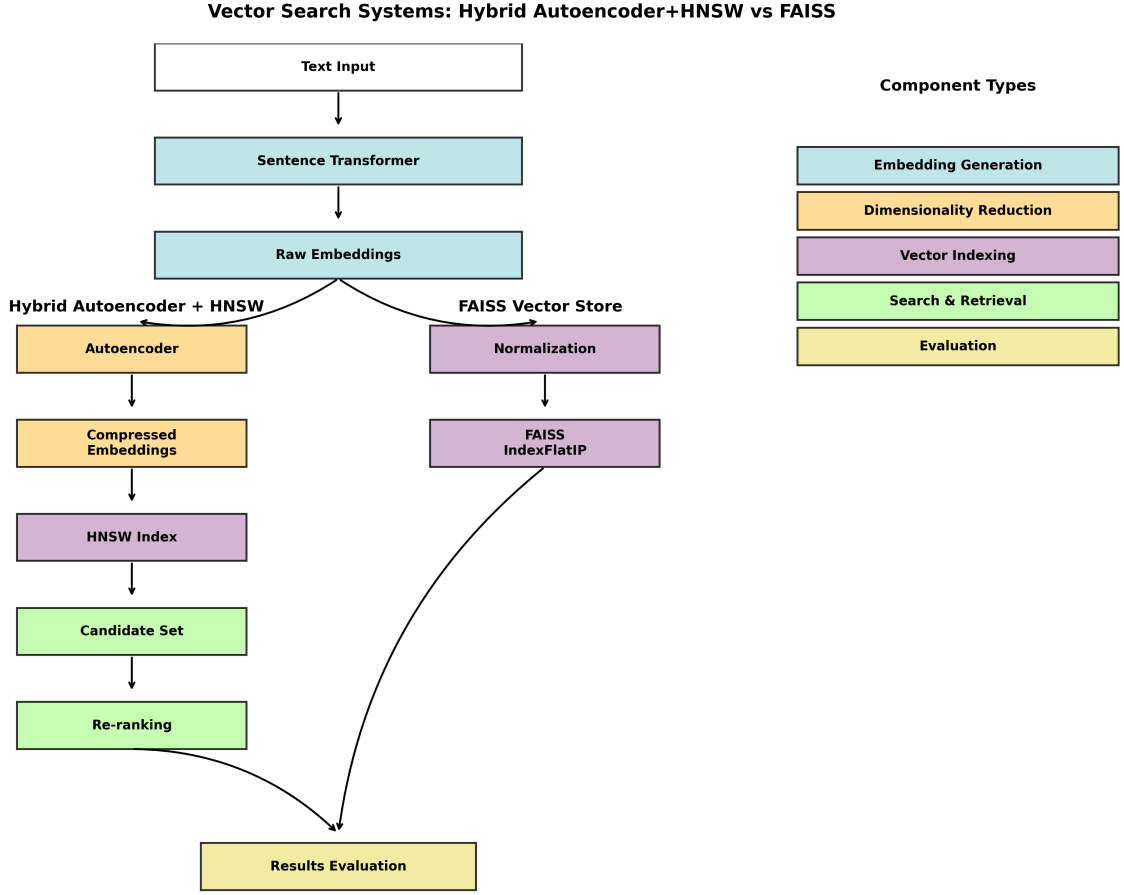 Vector Search Systems: Hybrid Autoencoder+HNSW vs FAISS
Text Input
Sentence Transformer
Raw Embeddings
Hybrid Autoencoder + HNSW
Autoencoder
Compressed
Embeddings
HNSW Index
Candidate Set
Re-ranking
FAISS Vector Store
Normalization
FAISS
IndexFlatIP
Results Evaluation
Component Types
Embedding Generation
Dimensionality Reduction
Vector Indexing
Search & Retrieval
Evaluation